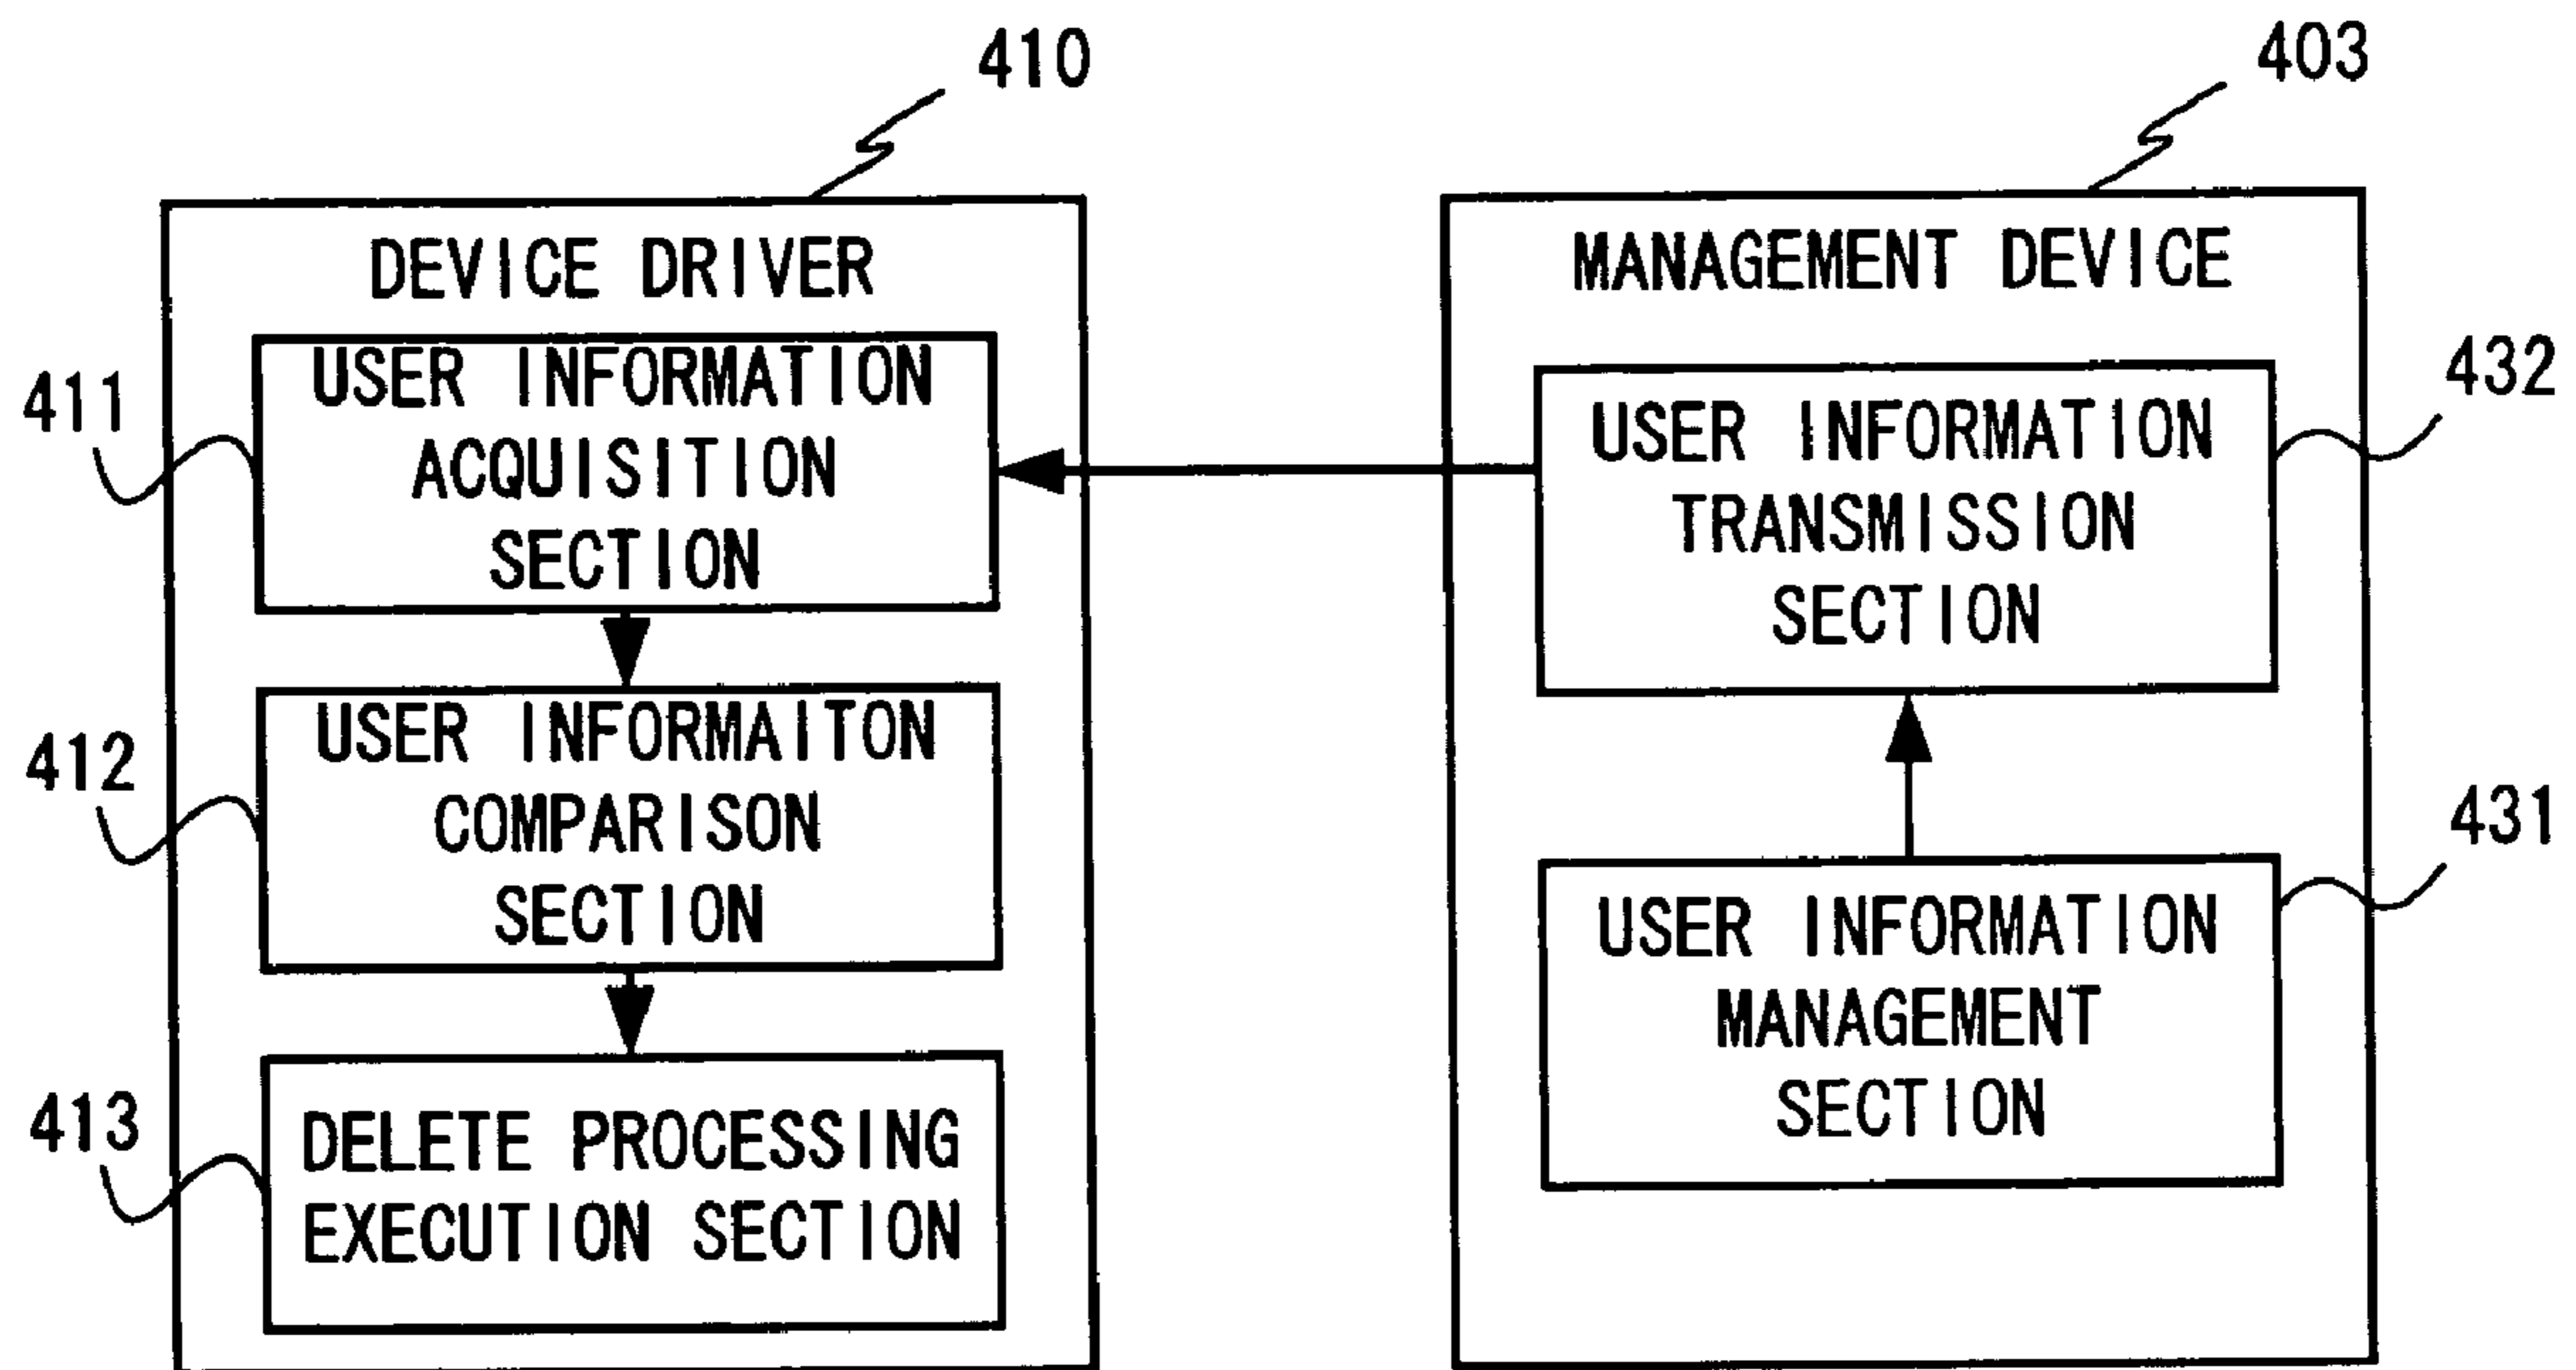 410
403
DEVICE DRIVER
411
USER INFORMATION
ACQUISITION
SECTION
412
USER INFORMAITON
COMPARISON
SECTION
413
DELETE PROCESSING
EXECUTION SECTION
MANAGEMENT DEVICE
432
USER INFORMATION
TRANSMISSION
SECTION
431
USER INFORMATION
MANAGEMENT
SECTION